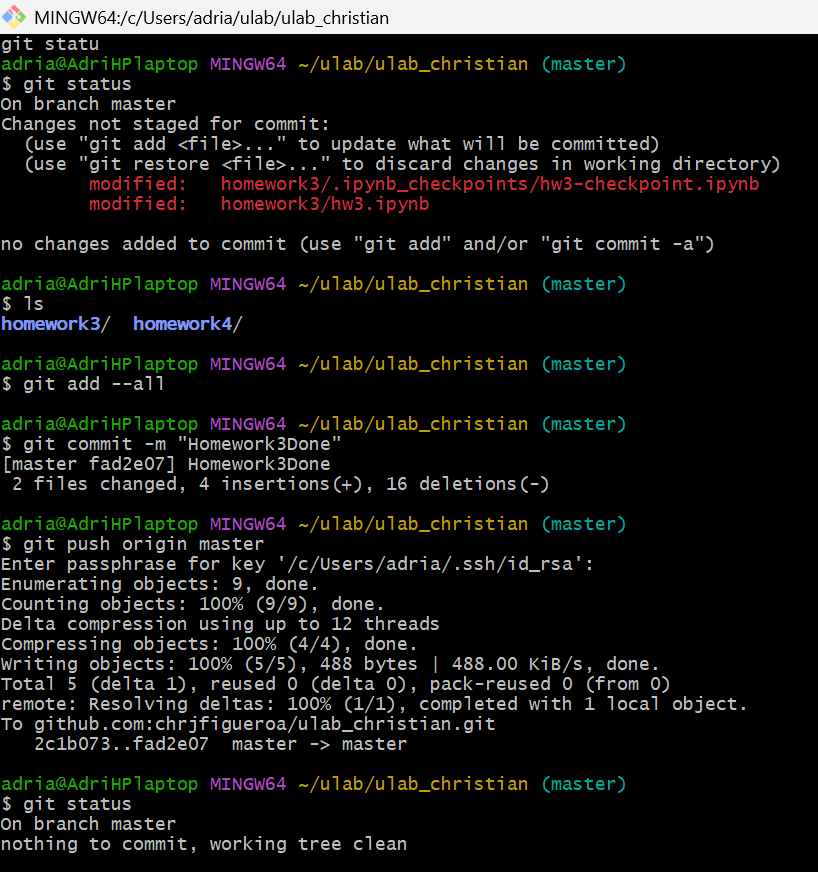 MINGW64:/c/Users/adria/ulab/ulab_christian
git statu
adria@AdriHPlaptop MINGW64 ~/ulab/ulab_christian (master)
$ git status
On branch master
Changes not staged for commit:
  (use "git add <file>..." to update what will be committed)
  (use "git restore <file>..." to discard changes in working directory)
        modified:   homework3/.ipynb_checkpoints/hw3-checkpoint.ipynb
        modified:   homework3/hw3.ipynb

no changes added to commit (use "git add" and/or "git commit -a")

adria@AdriHPlaptop MINGW64 ~/ulab/ulab_christian (master)
$ ls
homework3/  homework4/

adria@AdriHPlaptop MINGW64 ~/ulab/ulab_christian (master)
$ git add --all

adria@AdriHPlaptop MINGW64 ~/ulab/ulab_christian (master)
$ git commit -m "Homework3Done"
[master fad2e07] Homework3Done
 2 files changed, 4 insertions(+), 16 deletions(-)

adria@AdriHPlaptop MINGW64 ~/ulab/ulab_christian (master)
$ git push origin master
Enter passphrase for key '/c/Users/adria/.ssh/id_rsa':
Enumerating objects: 9, done.
Counting objects: 100% (9/9), done.
Delta compression using up to 12 threads
Compressing objects: 100% (4/4), done.
Writing objects: 100% (5/5), 488 bytes | 488.00 KiB/s, done.
Total 5 (delta 1), reused 0 (delta 0), pack-reused 0 (from 0)
remote: Resolving deltas: 100% (1/1), completed with 1 local object.
To github.com:chrjfigueroa/ulab_christian.git
   2c1b073..fad2e07  master -> master

adria@AdriHPlaptop MINGW64 ~/ulab/ulab_christian (master)
$ git status
On branch master
nothing to commit, working tree clean